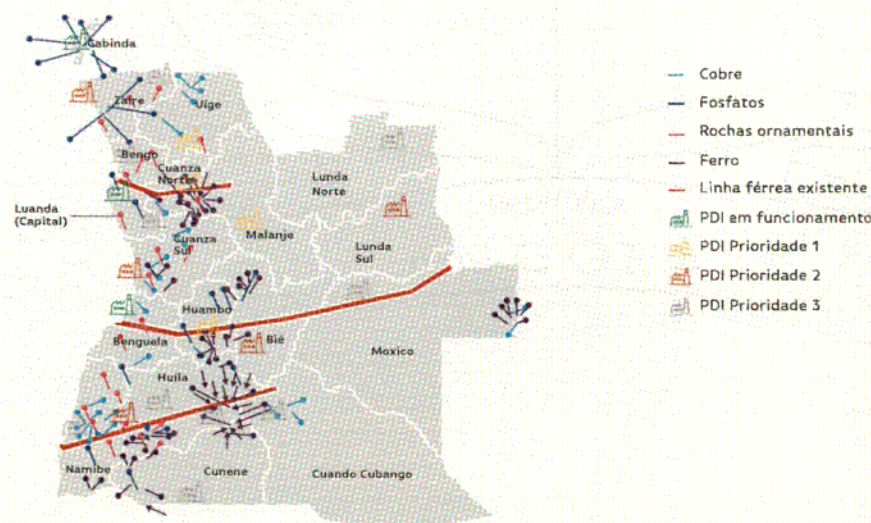 Cabinda
Zaire
Uíge
Bengo
Cuanza
Norte
Luanda
(Capital)
Lunda
Norte
Malanje
Cuanza
Sul
Lunda
Sul
Huambo
Benguela
Bié
Moxico
Huíla
Namibe
Cunene
Cuando Cubango
Cobre
Fosfatos
Rochas ornamentais
Ferro
Linha férrea existente
PDI em funcionamento
PDI Prioridade 1
PDI Prioridade 2
PDI Prioridade 3